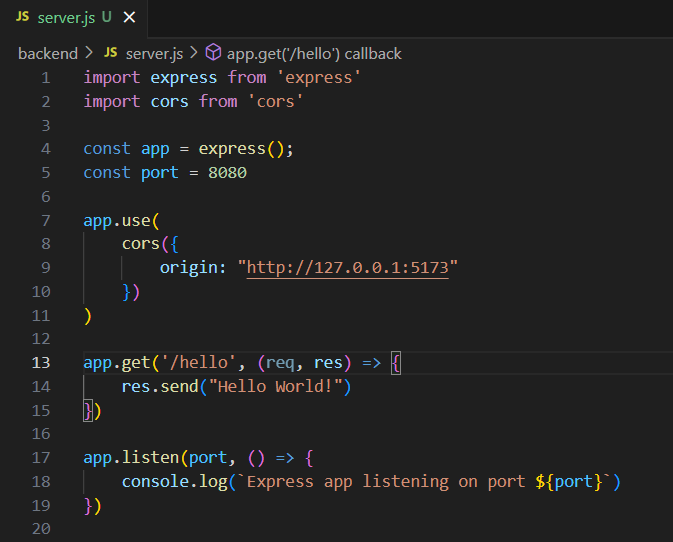 JS server.js U ×
backend > JS server.js > app.get('/hello') callback
1 import express from 'express'
2 import cors from 'cors'
3
4 const app = express();
5 const port = 8080
6
7 app.use(
8     cors({
9         origin: "http://127.0.0.1:5173"
10     })
11 )
12
13 app.get('/hello', (req, res) => {
14     res.send("Hello World!")
15 })
16
17 app.listen(port, () => {
18     console.log(`Express app listening on port ${port}`)
19 })
20